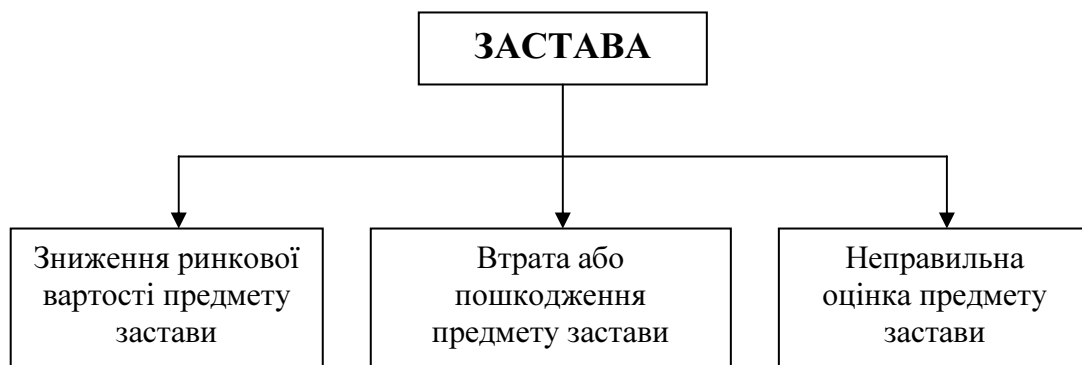 ЗАСТАВА
Зниження ринкової
вартості предмету
застави
Втрата або
пошкодження
предмету застави
Неправильна
оцінка предмету
застави